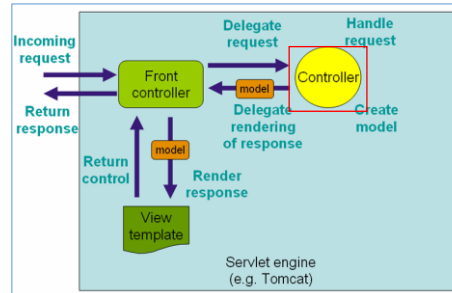 Incoming
request
Return
response
Front
controller
Delegate
request
Handle
request
Controller
model
Delegate
rendering
of response
Create
model
model
Return
control
Render
response
View
template
Servlet engine
(e.g. Tomcat)